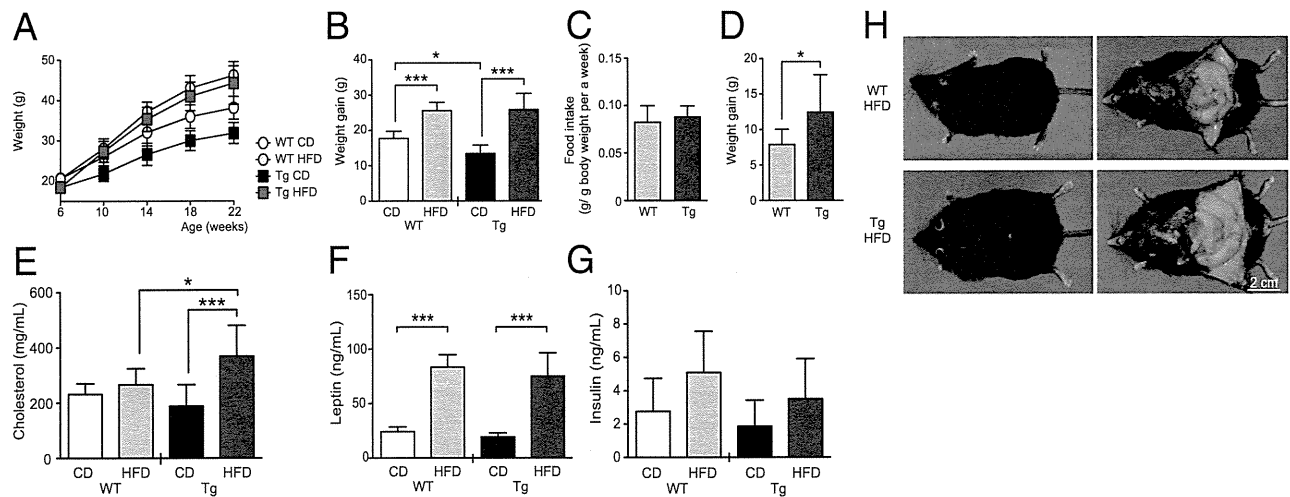 A
Weight (g)
50
40
30
20
6 10 14 18 22
Age (weeks)
WT CD
WT HFD
Tg CD
Tg HFD
B
Weight gain (g)
40
30
20
10
0
*
***
***
CD HFD CD HFD
WT Tg
C
Food intake
(g/ g body weight per a week)
0.15
0.10
0.05
0
WT Tg
D
Weight gain (g)
20
15
10
5
0
*
WT Tg
H
WT
HFD
Tg
HFD
2 cm
E
Cholesterol (mg/mL)
600
400
200
0
*
***
CD HFD CD HFD
WT Tg
F
Leptin (ng/mL)
150
100
50
0
***
***
CD HFD CD HFD
WT Tg
G
Insulin (ng/mL)
10
8
6
4
2
0
CD HFD CD HFD
WT Tg